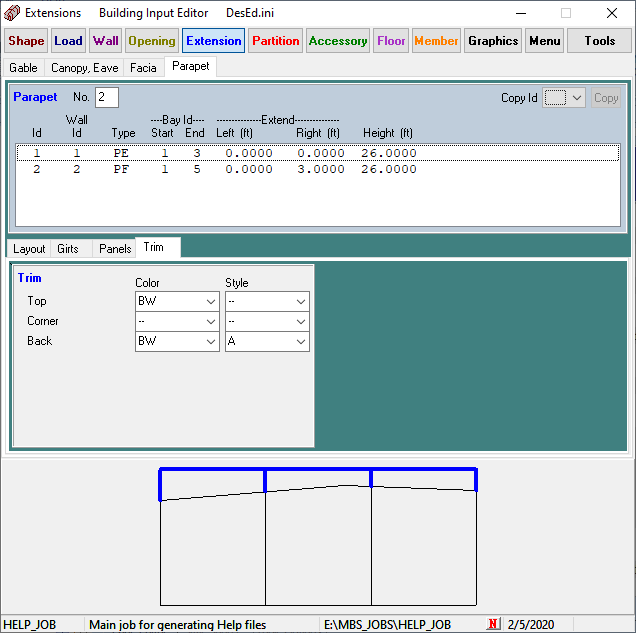 Extensions Building Input Editor DesEd.ini
Shape Load Wall Opening Extension Partition Accessory Floor Member Graphics Menu Tools
Gable Canopy, Eave Facia Parapet
Parapet No. 2 Copy Id Copy
Wall ----Bay Id---- --------------Extend--------------
Id Id Type Start End Left (ft) Right (ft) Height (ft)
1 1 PE 1 3 0.0000 0.0000 26.0000
2 2 PF 1 5 0.0000 3.0000 26.0000
Layout Girts Panels Trim
Trim
Color Style
Top BW --
Corner -- --
Back BW A
HELP_JOB Main job for generating Help files E:\MBS_JOBS\HELP_JOB N 2/5/2020